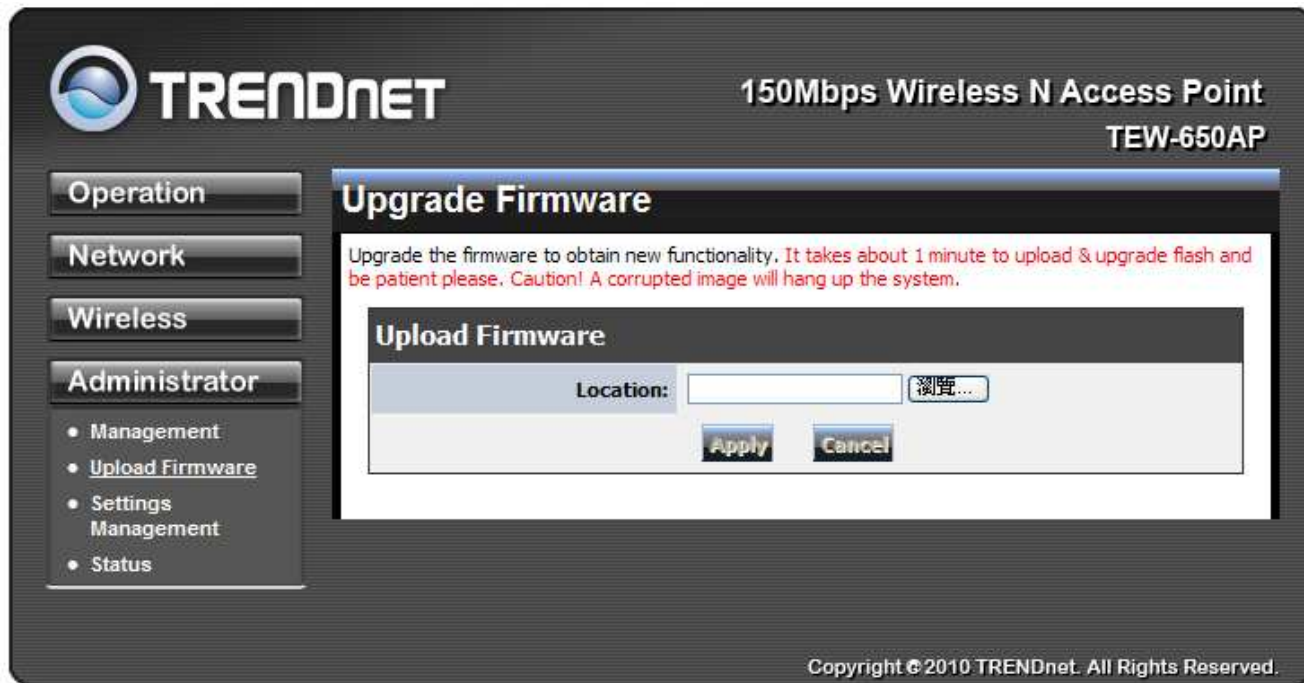 TRENDNET
150Mbps Wireless N Access Point
TEW-650AP
Operation
Network
Wireless
Administrator
• Management
• Upload Firmware
• Settings
Management
• Status
Upgrade Firmware
Upgrade the firmware to obtain new functionality. It takes about 1 minute to upload & upgrade flash and
be patient please. Caution! A corrupted image will hang up the system.
Upload Firmware
Location:
瀏覽...
Apply
Cancel
Copyright © 2010 TRENDnet. All Rights Reserved.